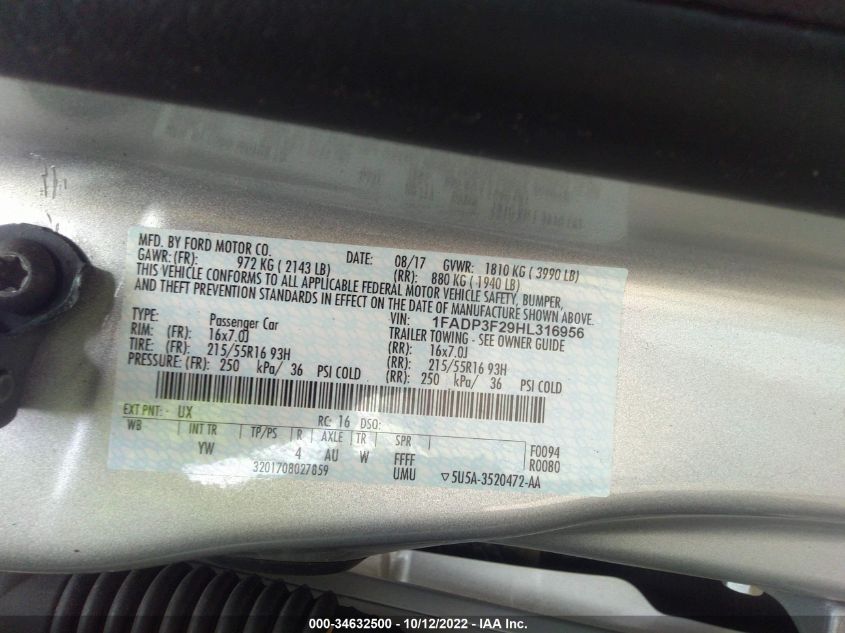 MFD. BY FORD MOTOR CO. DATE: 08/17 GVWR: 1810 KG ( 3990 LB)
GAWR: (FR) 972 KG ( 2143 LB) (RR): 880 KG ( 1940 LB)
THIS VEHICLE CONFORMS TO ALL APPLICABLE FEDERAL MOTOR VEHICLE SAFETY, BUMPER,
AND THEFT PREVENTION STANDARDS IN EFFECT ON THE DATE OF MANUFACTURE SHOWN ABOVE.
VIN: 1FADP3F29HL316956
TYPE: Passenger Car TRAILER TOWING - SEE OWNER GUIDE
RIM: (FR): 16x7.0J (RR): 16x7.0J
TIRE: (FR): 215/55R16 93H (RR): 215/55R16 93H
PRESSURE: (FR): 250 kPa/ 36 PSI COLD (RR): 250 kPa/ 36 PSI COLD
EXT PNT: - UX RC: 16 DSO:
WB INT TR TP/PS R AXLE TR SPR F0094
YW 4 AU W FFFF R0080
3201708027859 UMU ▽5U5A-3520472-AA
000-34632500 - 10/12/2022 - IAA Inc.